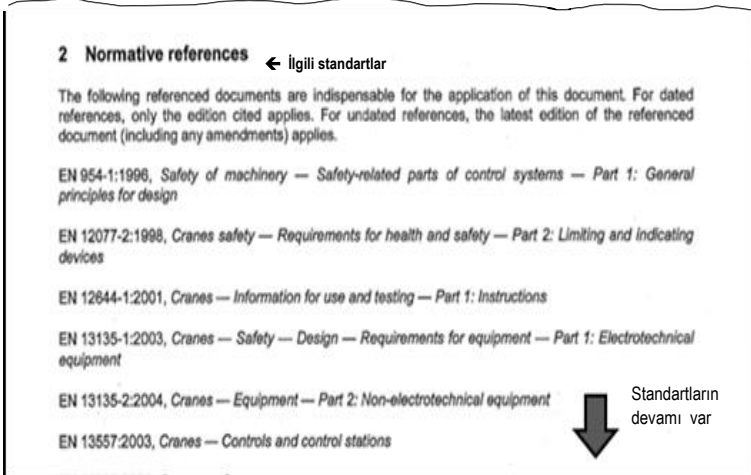 2 Normative references
← İlgili standartlar
The following referenced documents are indispensable for the application of this document. For dated
references, only the edition cited applies. For undated references, the latest edition of the referenced
document (including any amendments) applies.
EN 954-1:1996, Safety of machinery — Safety-related parts of control systems — Part 1: General
principles for design
EN 12077-2:1998, Cranes safety — Requirements for health and safety — Part 2: Limiting and indicating
devices
EN 12644-1:2001, Cranes — Information for use and testing — Part 1: Instructions
EN 13135-1:2003, Cranes — Safety — Design — Requirements for equipment — Part 1: Electrotechnical
equipment
EN 13135-2:2004, Cranes — Equipment — Part 2: Non-electrotechnical equipment
Standartların
devamı var
EN 13557:2003, Cranes — Controls and control stations